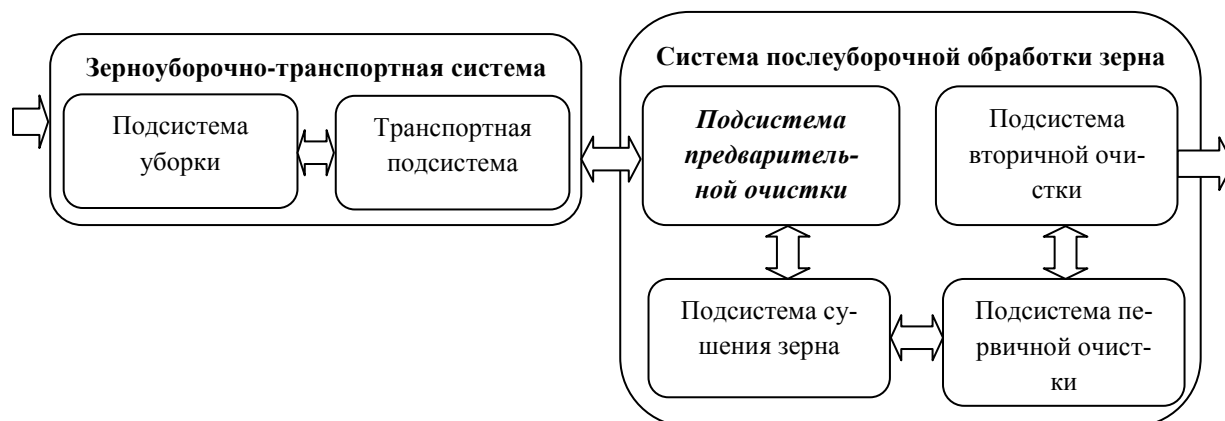 Зерноуборочно-транспортная система
Подсистема
уборки
Транспортная
подсистема
Система послеуборочной обработки зерна
Подсистема
предваритель-
ной очистки
Подсистема
вторичной очи-
стки
Подсистема су-
шения зерна
Подсистема пе-
рвичной очист-
ки